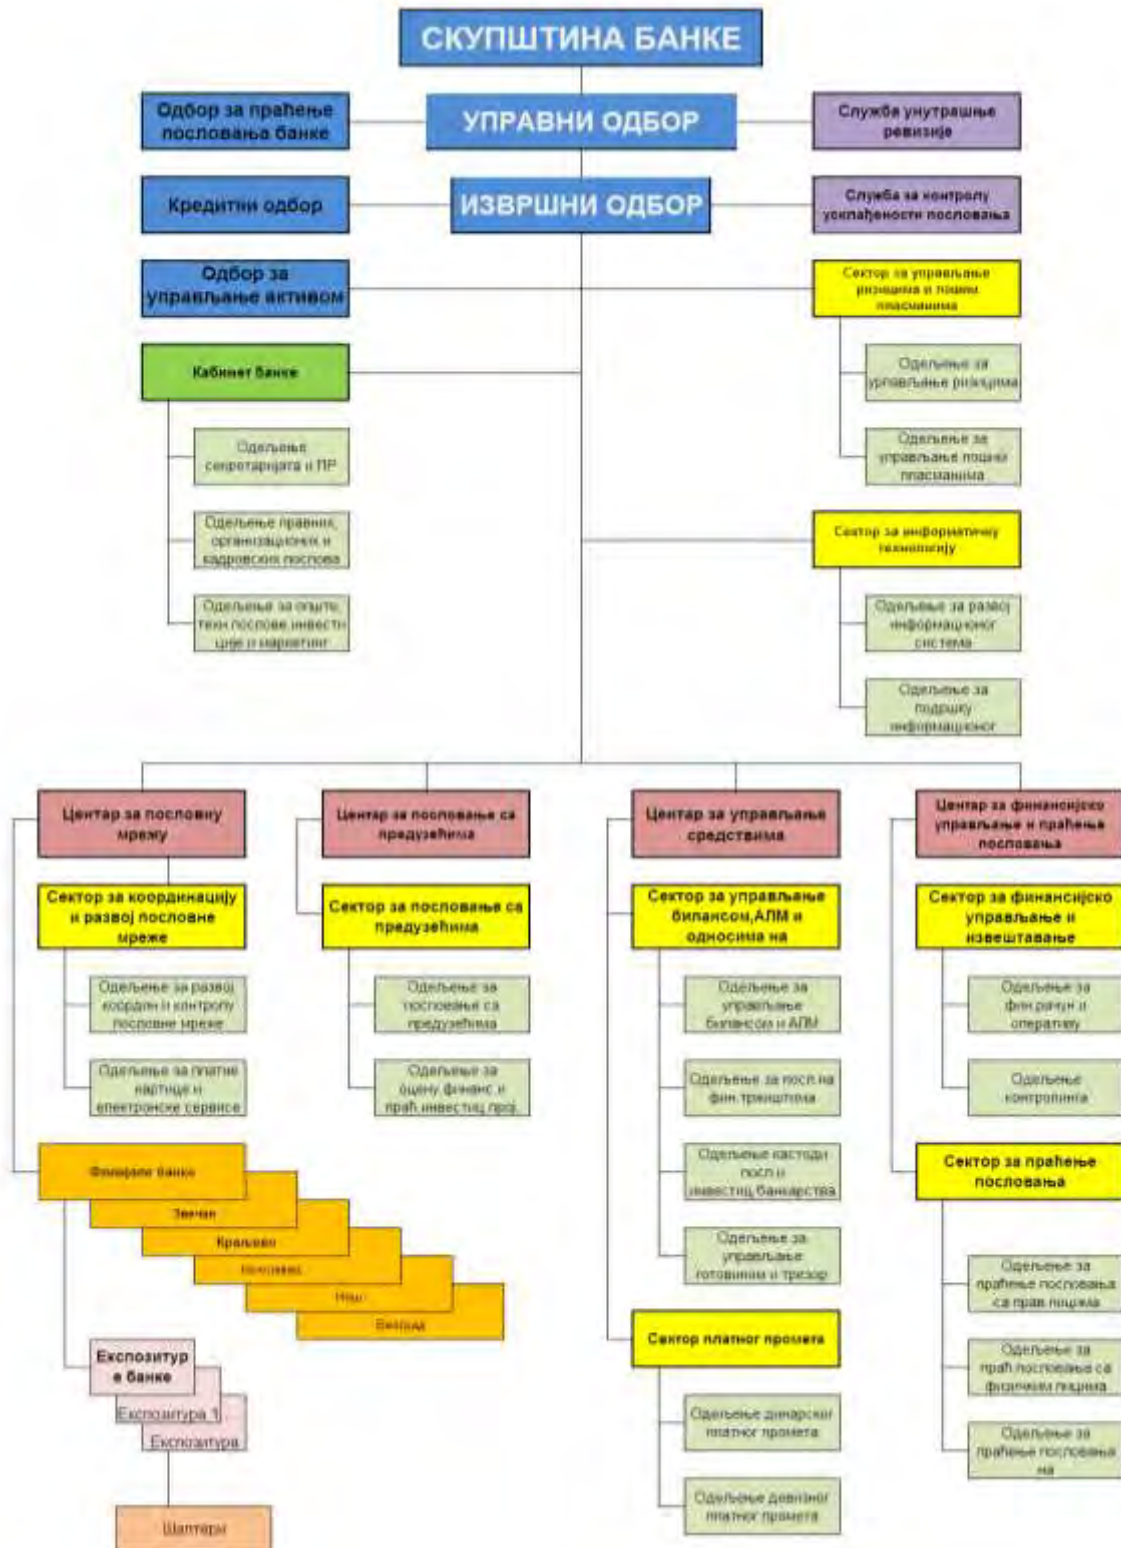 СКУПШТИНА БАНКЕ
Одбор за праћење
пословања банке
УПРАВНИ ОДБОР
Служба унутрашње
ревизије
Кредитни одбор
ИЗВРШНИ ОДБОР
Служба за контролу
усклађености пословања
Одбор за
управљање активом
Сектор за управљање
ризицима и лошим
пласманима
Кабинет банке
Одељење за
ризицима
Одељење
секретаријата и ПР
Одељење за
управљање лошим
пласманима
Одељење правних,
организационих и
кадровских послова
Сектор за информатичку
технологију
Одељење за опште,
техн послове инвести
ције и маркетинг
Одељење за развој
информационог
система
Одељење за
подршку
информационог
Центар за пословну
мрежу
Центар за пословање са
предузећима
Центар за управљање
средствима
Центар за финансијско
управљање и праћење
пословања
Сектор за координацију
и развој пословне
мреже
Сектор за пословање са
предузећима
Сектор за управљање
билансом,АЛМ и
односима на
Сектор за финансијско
управљање и
извештавање
Одељење за развој
координ и контролу
пословне мреже
Одељење за
пословање са
предузећима
Одељење за
управљање
билансом и АЛМ
Одељење за
фин.рачун и
оперативу
Одељење за платне
картице и
електронске сервисе
Одељење за
оцену финанс и
праћ.инвестиц.прој.
Одељење за посл на
фин.тржиштима
Одељење
контролинга
Филијале банке
Звечан
Краљево
Ниш
Београд
Одељење кастоди
посл и
инвестиц банкарства
Сектор за праћење
пословања
Одељење за
управљање
готовином и трезор
Одељење за
праћење пословања
са прав лицима
Експозитур
е банке
Експозитура 1
Експозитура
Сектор платног промета
Одељење за
праћ пословања са
физичким лицима
Одељење динарског
платног промета
Одељење за
праћење пословања
на
Одељење девизног
платног промета
Шалтери